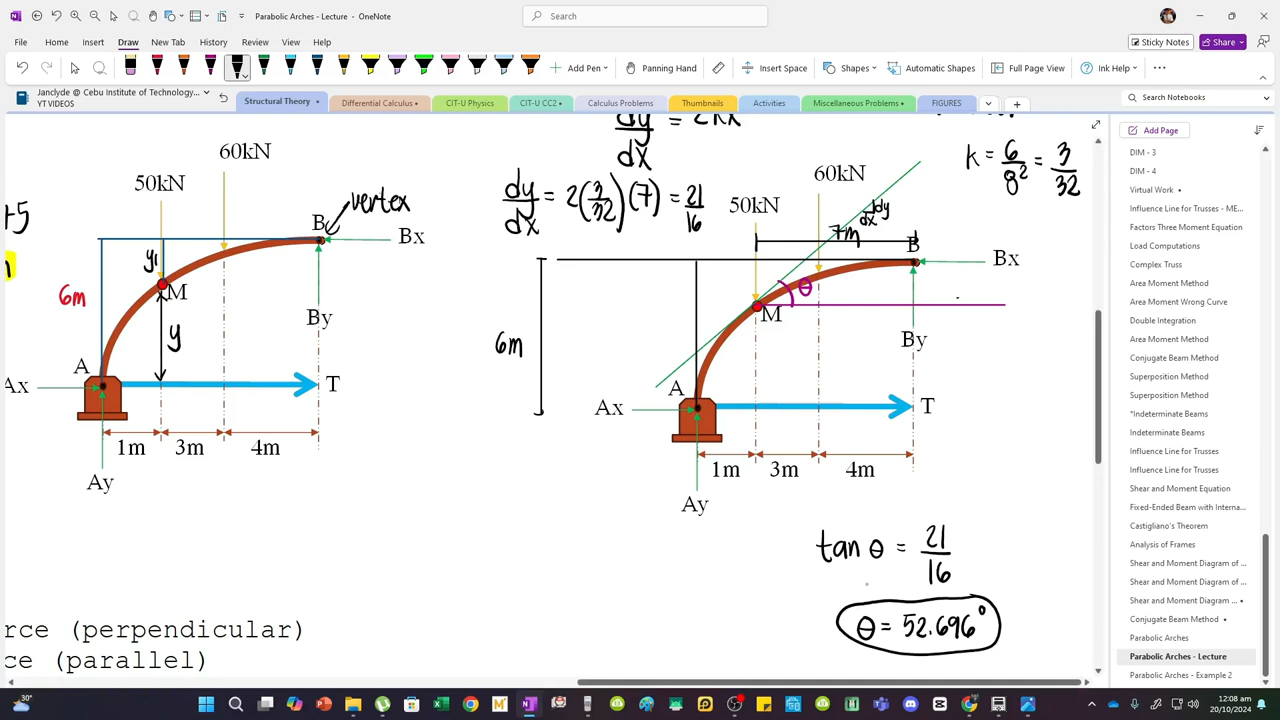 Parabolic Arches - Lecture - OneNote
Search
File Home Insert Draw New Tab History Review View Help
Sticky Notes
Share
Add Pen
Panning Hand
Insert Space
Shapes
Automatic Shapes
Full Page View
Ink Help
Janclyde @ Cebu Institute of Technology...
YT VIDEOS
Structural Theory
Differential Calculus
CIT-U Physics
CIT-U CC2
Calculus Problems
Thumbnails
Activities
Miscellaneous Problems
FIGURES
Search Notebooks
Add Page
DIM - 3
DIM - 4
Virtual Work
Influence Line for Trusses - ME...
Factors Three Moment Equation
Load Computations
Complex Truss
Area Moment Method
Area Moment Wrong Curve
Double Integration
Area Moment Method
Conjugate Beam Method
Superposition Method
Superposition Method
*Indeterminate Beams
Indeterminate Beams
Influence Line for Trusses
Influence Line for Trusses
Shear and Moment Equation
Fixed-Ended Beam with Interna...
Castigliano's Theorem
Analysis of Frames
Shear and Moment Diagram of ...
Shear and Moment Diagram of ...
Shear and Moment Diagram ...
Conjugate Beam Method
Parabolic Arches
Parabolic Arches - Lecture
Parabolic Arches - Example 2
+5
60kN
50kN
vertex
B
Bx
y₁
6m
M
By
y
A
Ax
T
1m 3m 4m
Ay
rce (perpendicular)
ce (parallel)
dy/dx = 2kx
k = 6/8² = 3/32
dy/dx = 2(3/32)(7) = 21/16
60kN
50kN
dy/dx
7m
B
Bx
θ
M
6m
By
A
Ax
T
1m 3m 4m
Ay
tan θ = 21/16
θ = 52.696°
30°
12:08 am
20/10/2024